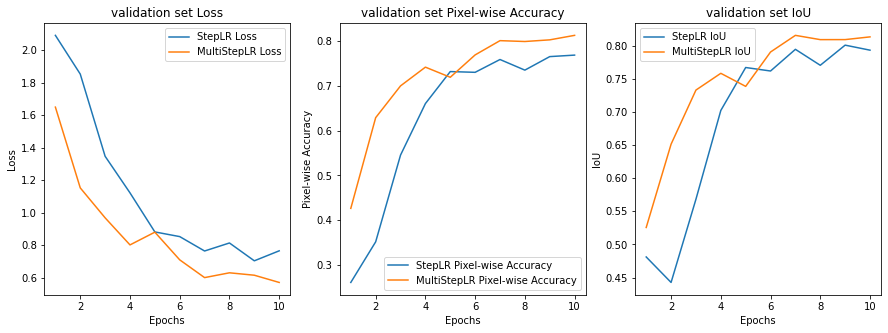 validation set Loss
StepLR Loss
MultiStepLR Loss
Loss
2.0
1.8
1.6
1.4
1.2
1.0
0.8
0.6
2 4 6 8 10
Epochs
validation set Pixel-wise Accuracy
Pixel-wise Accuracy
0.8
0.7
0.6
0.5
0.4
0.3
StepLR Pixel-wise Accuracy
MultiStepLR Pixel-wise Accuracy
2 4 6 8 10
Epochs
validation set IoU
StepLR IoU
MultiStepLR IoU
IoU
0.80
0.75
0.70
0.65
0.60
0.55
0.50
0.45
2 4 6 8 10
Epochs